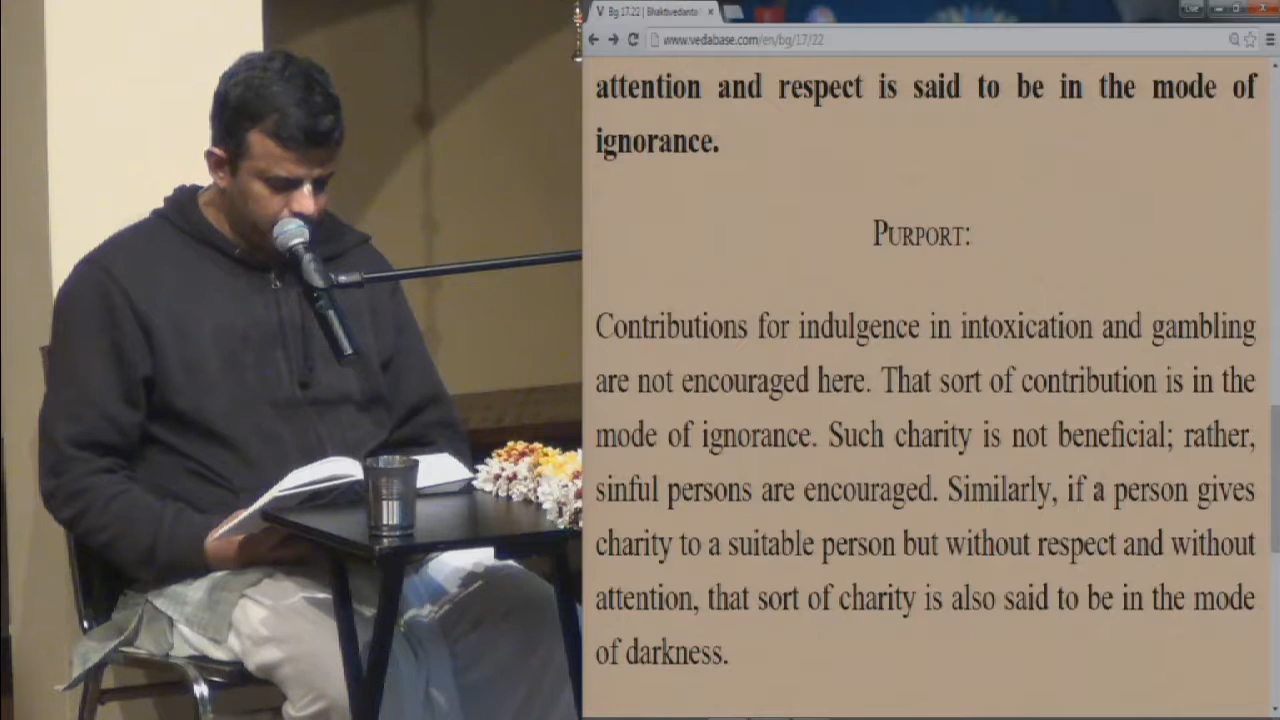 Bg 17.22 | Bhaktivedanta
www.vedabase.com/en/bg/17/22
attention and respect is said to be in the mode of
ignorance.
PURPORT:
Contributions for indulgence in intoxication and gambling
are not encouraged here. That sort of contribution is in the
mode of ignorance. Such charity is not beneficial; rather,
sinful persons are encouraged. Similarly, if a person gives
charity to a suitable person but without respect and without
attention, that sort of charity is also said to be in the mode
of darkness.